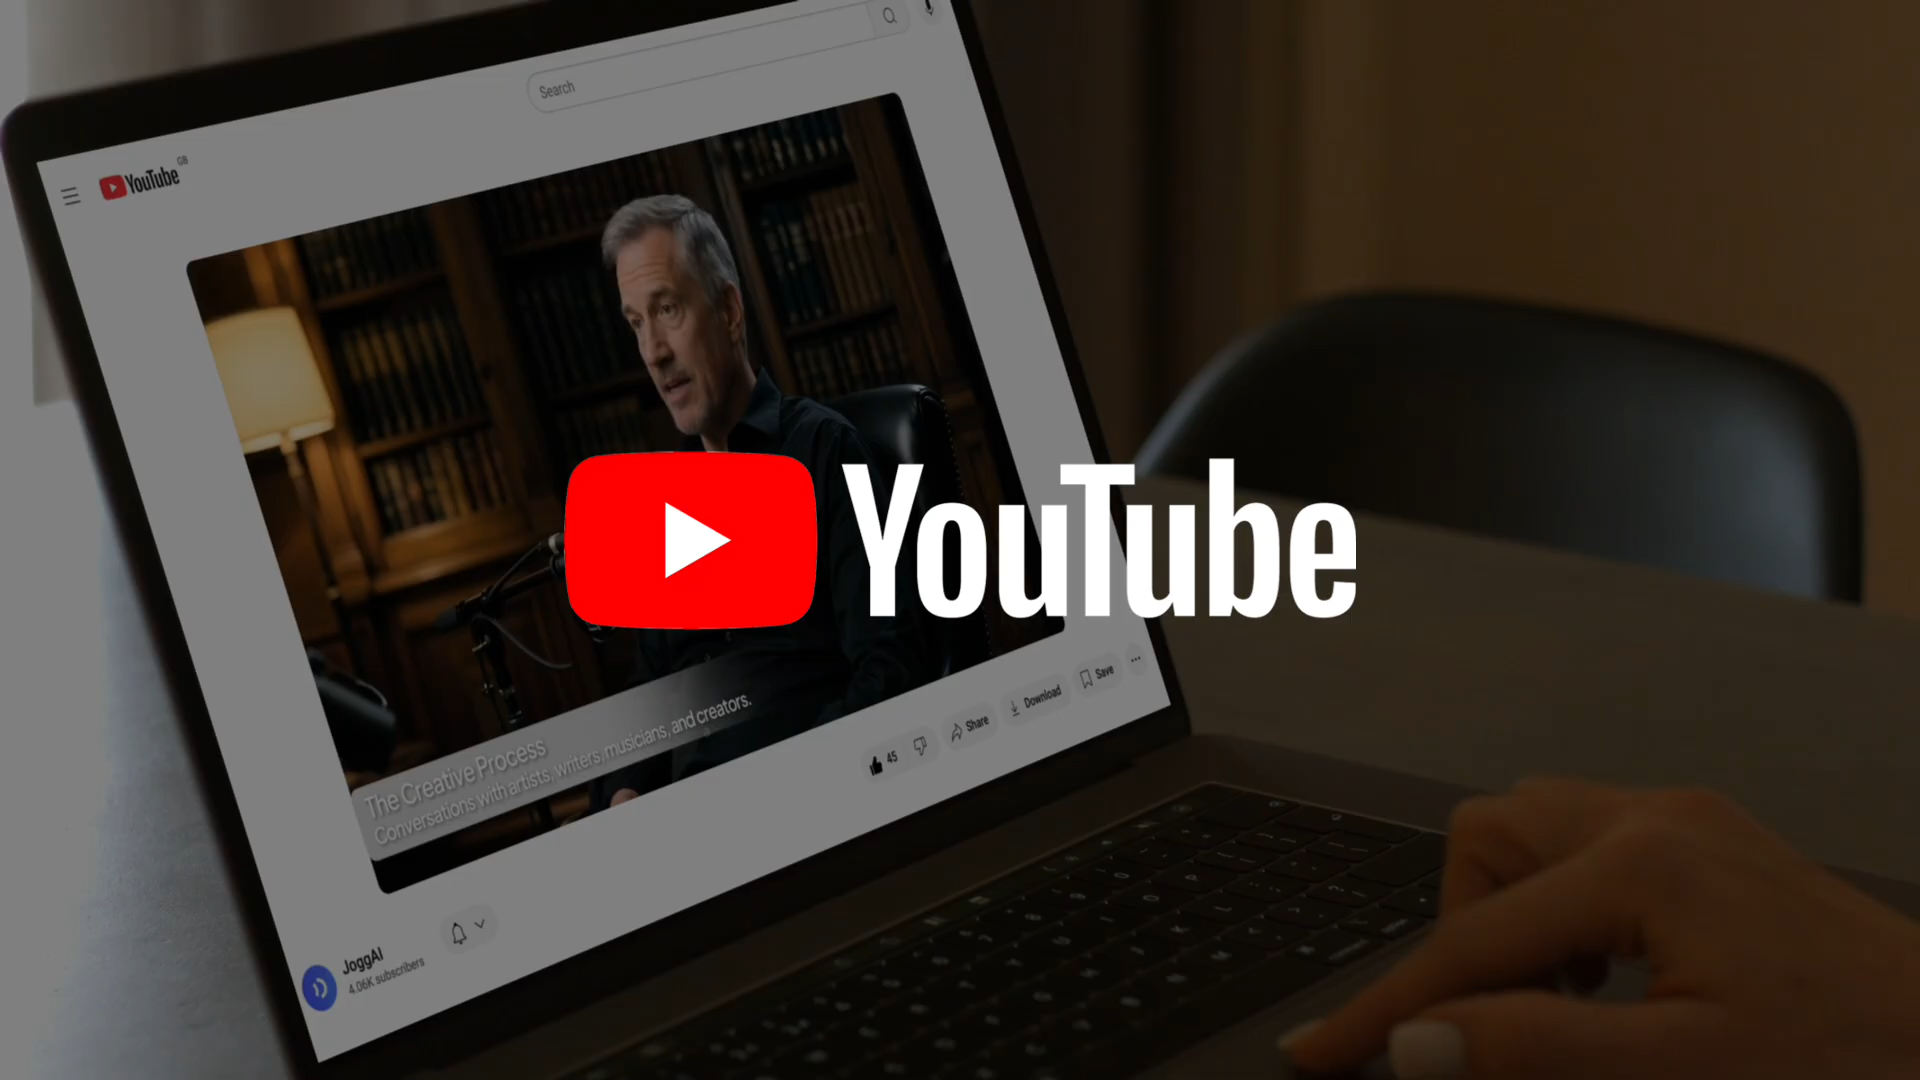 Search
YouTube GB
YouTube
The Creative Process
Conversations with artists, writers, musicians, and creators.
45
Share
Download
Save
JoggAI
4.06K subscribers